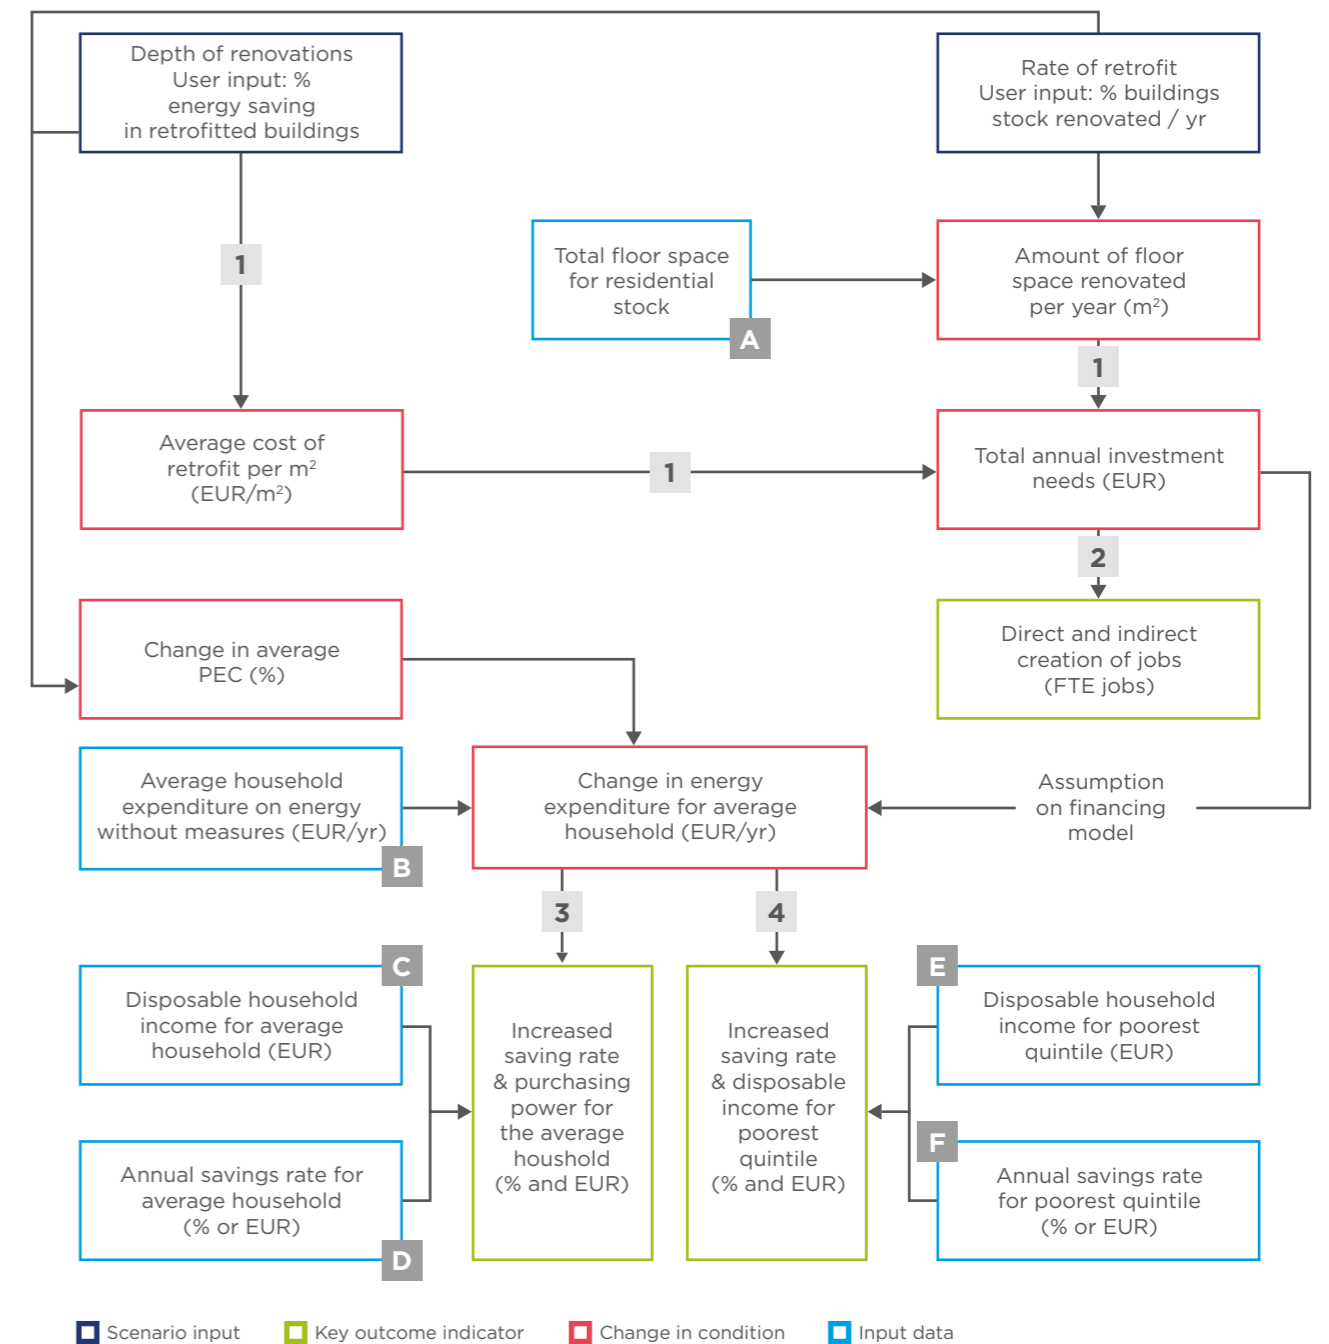 Depth of renovations
User input: %
energy saving
in retrofitted buildings
Rate of retrofit
User input: % buildings
stock renovated / yr
1
Total floor space
for residential
stock
A
Amount of floor
space renovated
per year (m²)
1
Average cost of
retrofit per m²
(EUR/m²)
1
Total annual investment
needs (EUR)
2
Change in average
PEC (%)
Direct and indirect
creation of jobs
(FTE jobs)
Average household
expenditure on energy
without measures (EUR/yr)
B
Change in energy
expenditure for average
household (EUR/yr)
Assumption
on financing
model
3
4
C
Disposable household
income for average
household (EUR)
Annual savings rate for
average household
(% or EUR)
D
Increased
saving rate
& purchasing
power for
the average
houshold
(% and EUR)
Increased
saving rate
& disposable
income for
poorest
quintile
(% and EUR)
E
Disposable household
income for poorest
quintile (EUR)
F
Annual savings rate
for poorest quintile
(% or EUR)
Scenario input
Key outcome indicator
Change in condition
Input data